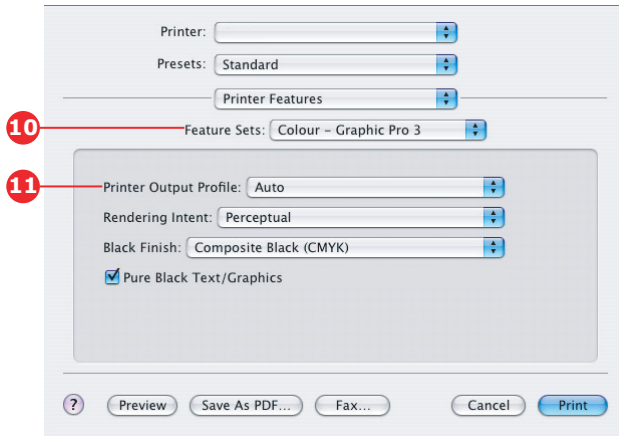 Printer:
Presets: Standard
Printer Features
10 Feature Sets: Colour – Graphic Pro 3
11 Printer Output Profile: Auto
Rendering Intent: Perceptual
Black Finish: Composite Black (CMYK)
Pure Black Text/Graphics
? Preview Save As PDF... Fax... Cancel Print